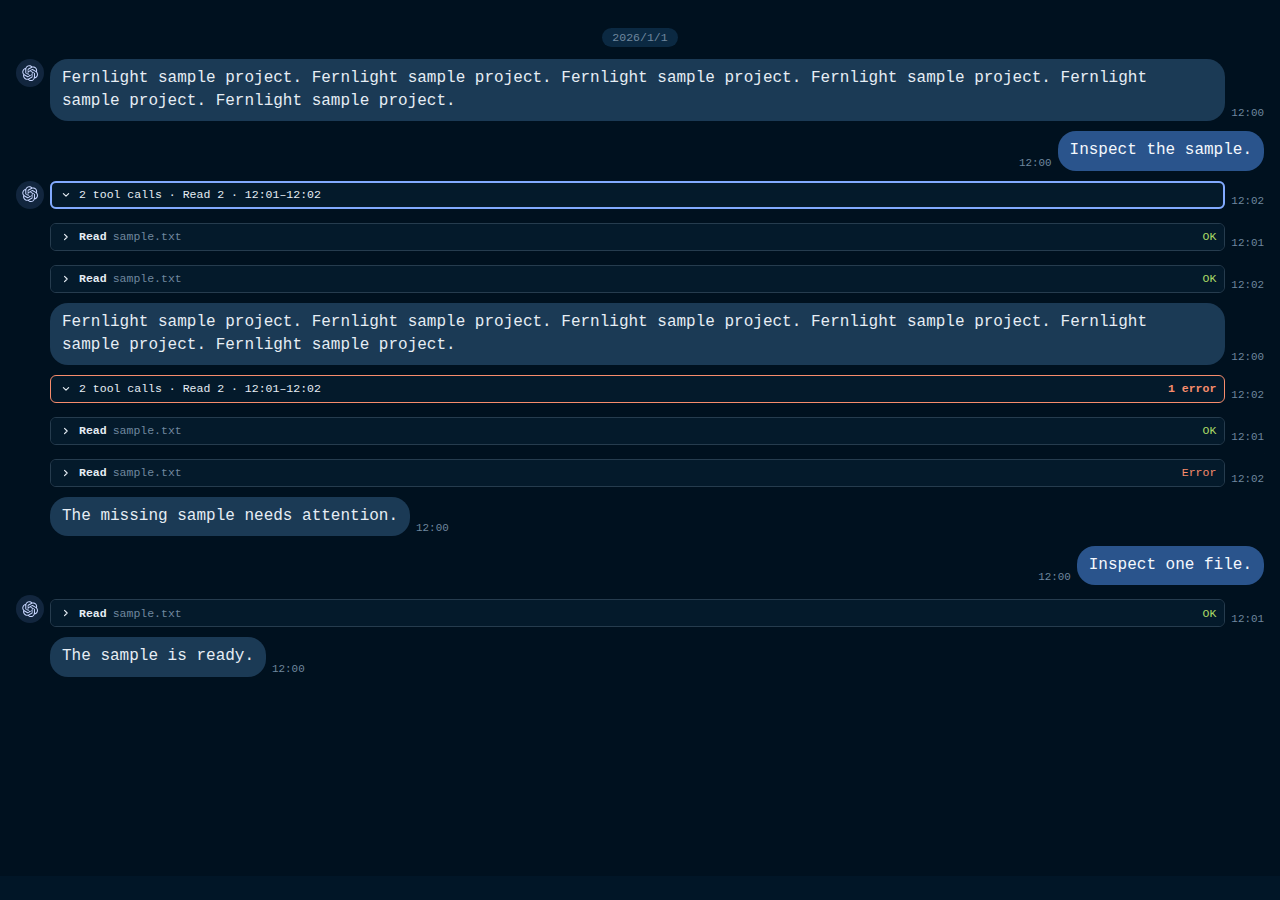 2026/1/1
Fernlight sample project. Fernlight sample project. Fernlight sample project. Fernlight sample project. Fernlight
sample project. Fernlight sample project.
12:00
Inspect the sample.
12:00
2 tool calls · Read 2 · 12:01–12:02
12:02
Read sample.txt OK
12:01
Read sample.txt OK
12:02
Fernlight sample project. Fernlight sample project. Fernlight sample project. Fernlight sample project. Fernlight
sample project. Fernlight sample project.
12:00
2 tool calls · Read 2 · 12:01–12:02 1 error
12:02
Read sample.txt OK
12:01
Read sample.txt Error
12:02
The missing sample needs attention.
12:00
Inspect one file.
12:00
Read sample.txt OK
12:01
The sample is ready.
12:00